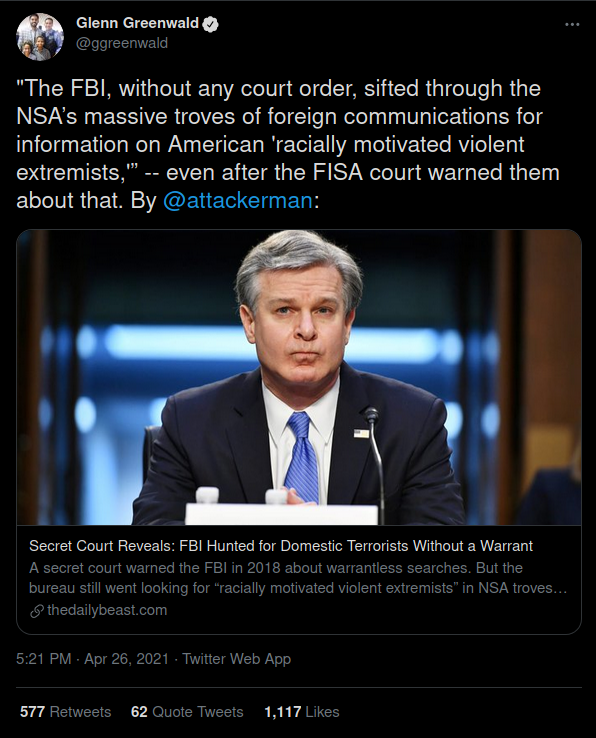 Glenn Greenwald
@ggreenwald
"The FBI, without any court order, sifted through the
NSA’s massive troves of foreign communications for
information on American 'racially motivated violent
extremists,'” -- even after the FISA court warned them
about that. By @attackerman:
Secret Court Reveals: FBI Hunted for Domestic Terrorists Without a Warrant
A secret court warned the FBI in 2018 about warrantless searches. But the
bureau still went looking for “racially motivated violent extremists” in NSA troves…
thedailybeast.com
5:21 PM · Apr 26, 2021 · Twitter Web App
577 Retweets 62 Quote Tweets 1,117 Likes